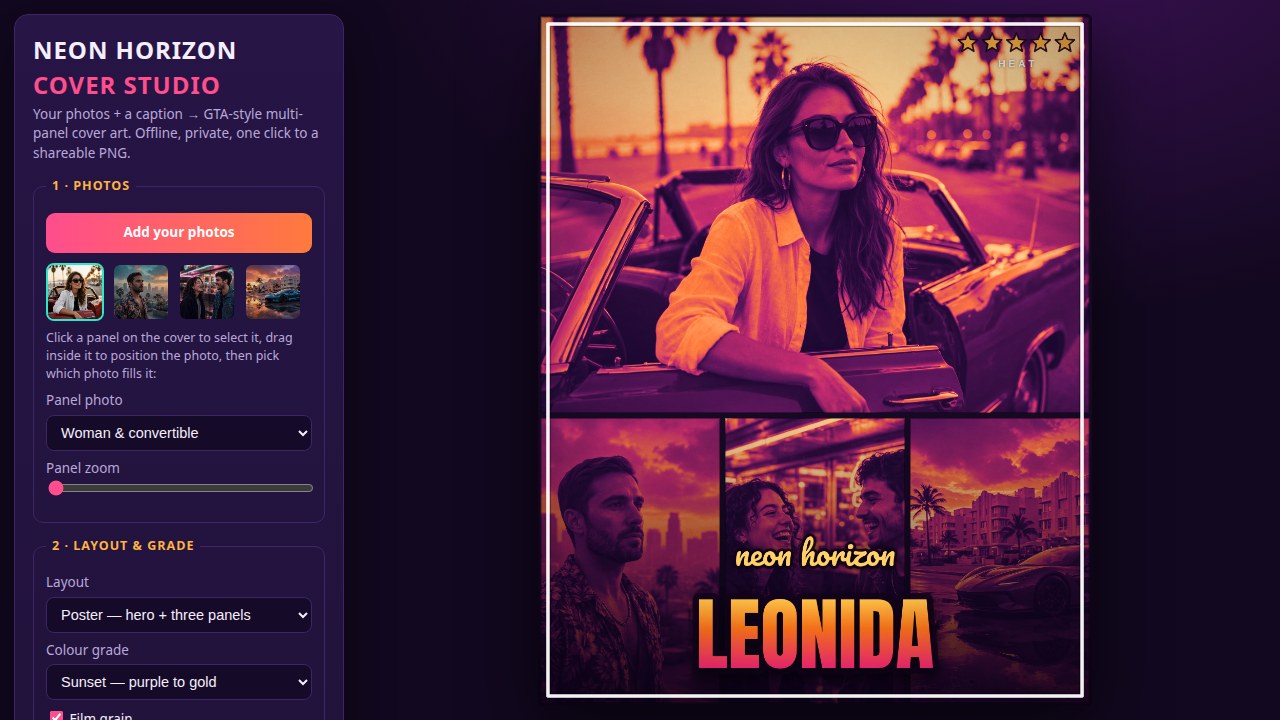 NEON HORIZON
COVER STUDIO
Your photos + a caption → GTA-style multi-
panel cover art. Offline, private, one click to a
shareable PNG.
1 · PHOTOS
Add your photos
Click a panel on the cover to select it, drag
inside it to position the photo, then pick
which photo fills it:
Panel photo
Woman & convertible
Panel zoom
2 · LAYOUT & GRADE
Layout
Poster — hero + three panels
Colour grade
Sunset — purple to gold
Film grain
HEAT
neon horizon
LEONIDA